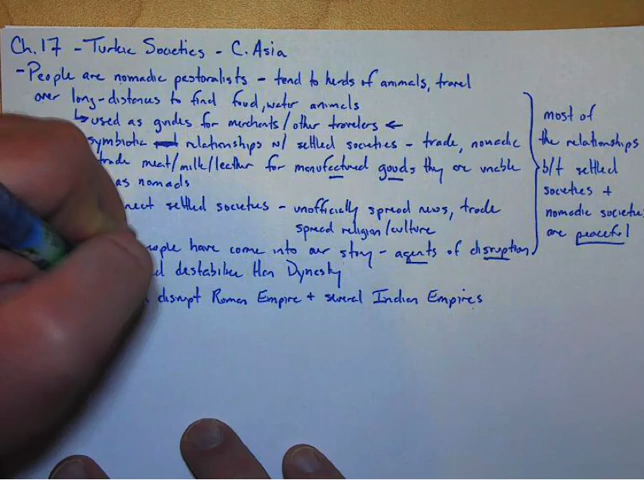 Ch.17 - Turkic Societies - C. Asia
- People are nomadic pastoralists - tend to herds of animals, travel
over long-distances to find food, water animals
↳ used as guides for merchants/other travelers ←
symbiotic relationships w/ settled societies - trade, nomadic
trade meat/milk/leather for manufactured goods they are unable
as nomads
nect settled societies - unofficially spread news, trade
spread religion/culture
eople have come into our story - agents of disruption
d destabilize Han Dynasty
disrupt Roman Empire + several Indian Empires
most of
the relationships
b/t settled
societies +
nomadic societies
are peaceful